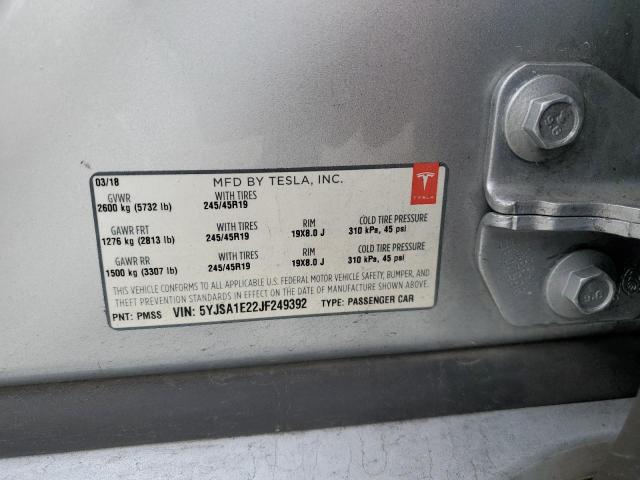 03/18 MFD BY TESLA, INC.
TESLA
GVWR WITH TIRES
2600 kg (5732 lb) 245/45R19
GAWR FRT WITH TIRES RIM COLD TIRE PRESSURE
1276 kg (2813 lb) 245/45R19 19X8.0 J 310 kPa, 45 psi
GAWR RR WITH TIRES RIM COLD TIRE PRESSURE
1500 kg (3307 lb) 245/45R19 19X8.0 J 310 kPa, 45 psi
THIS VEHICLE CONFORMS TO ALL APPLICABLE U.S. FEDERAL MOTOR VEHICLE SAFETY, BUMPER, AND
THEFT PREVENTION STANDARDS IN EFFECT ON THE DATE OF MANUFACTURE SHOWN ABOVE.
PNT: PMSS VIN: 5YJSA1E22JF249392 TYPE: PASSENGER CAR